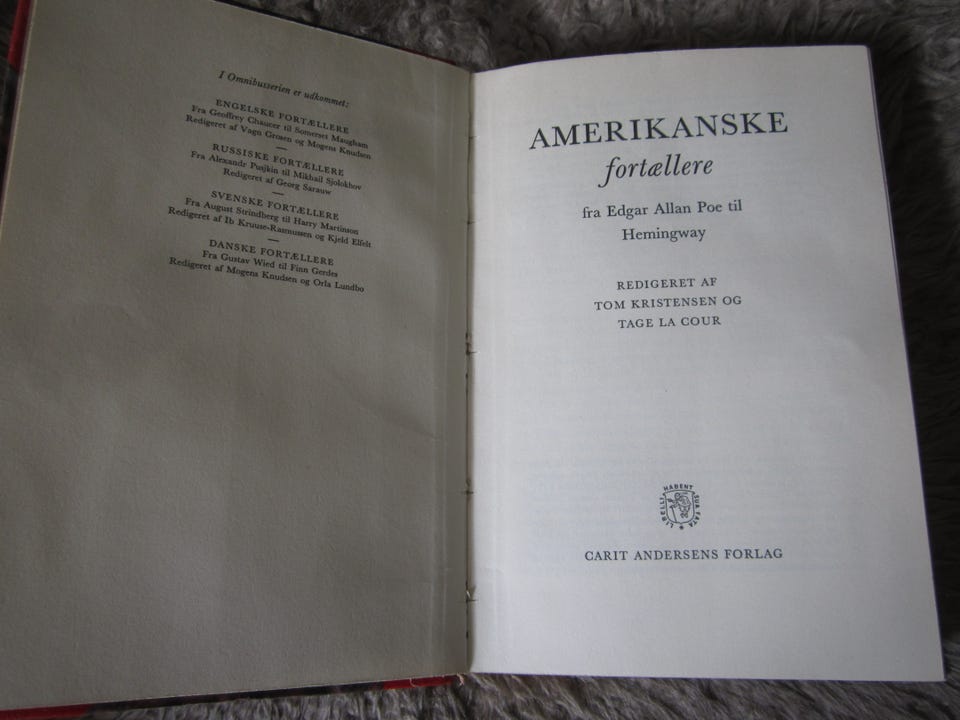 I Omnibusserien er udkommet:
ENGELSKE FORTÆLLERE
Fra Geoffrey Chaucer til Somerset Maugham
Redigeret af Vagn Grosen og Mogens Knudsen
RUSSISKE FORTÆLLERE
Fra Alexandr Pusjkin til Mikhail Sjolokhov
Redigeret af Georg Sarauw
SVENSKE FORTÆLLERE
Fra August Strindberg til Harry Martinson
Redigeret af Ib Kruuse-Rasmussen og Kjeld Elfelt
DANSKE FORTÆLLERE
Fra Gustav Wied til Finn Gerdes
Redigeret af Mogens Knudsen og Orla Lundbo
AMERIKANSKE
fortællere
fra Edgar Allan Poe til
Hemingway
REDIGERET AF
TOM KRISTENSEN OG
TAGE LA COUR
LIBELLI HABENT SUA FATA
CARIT ANDERSENS FORLAG